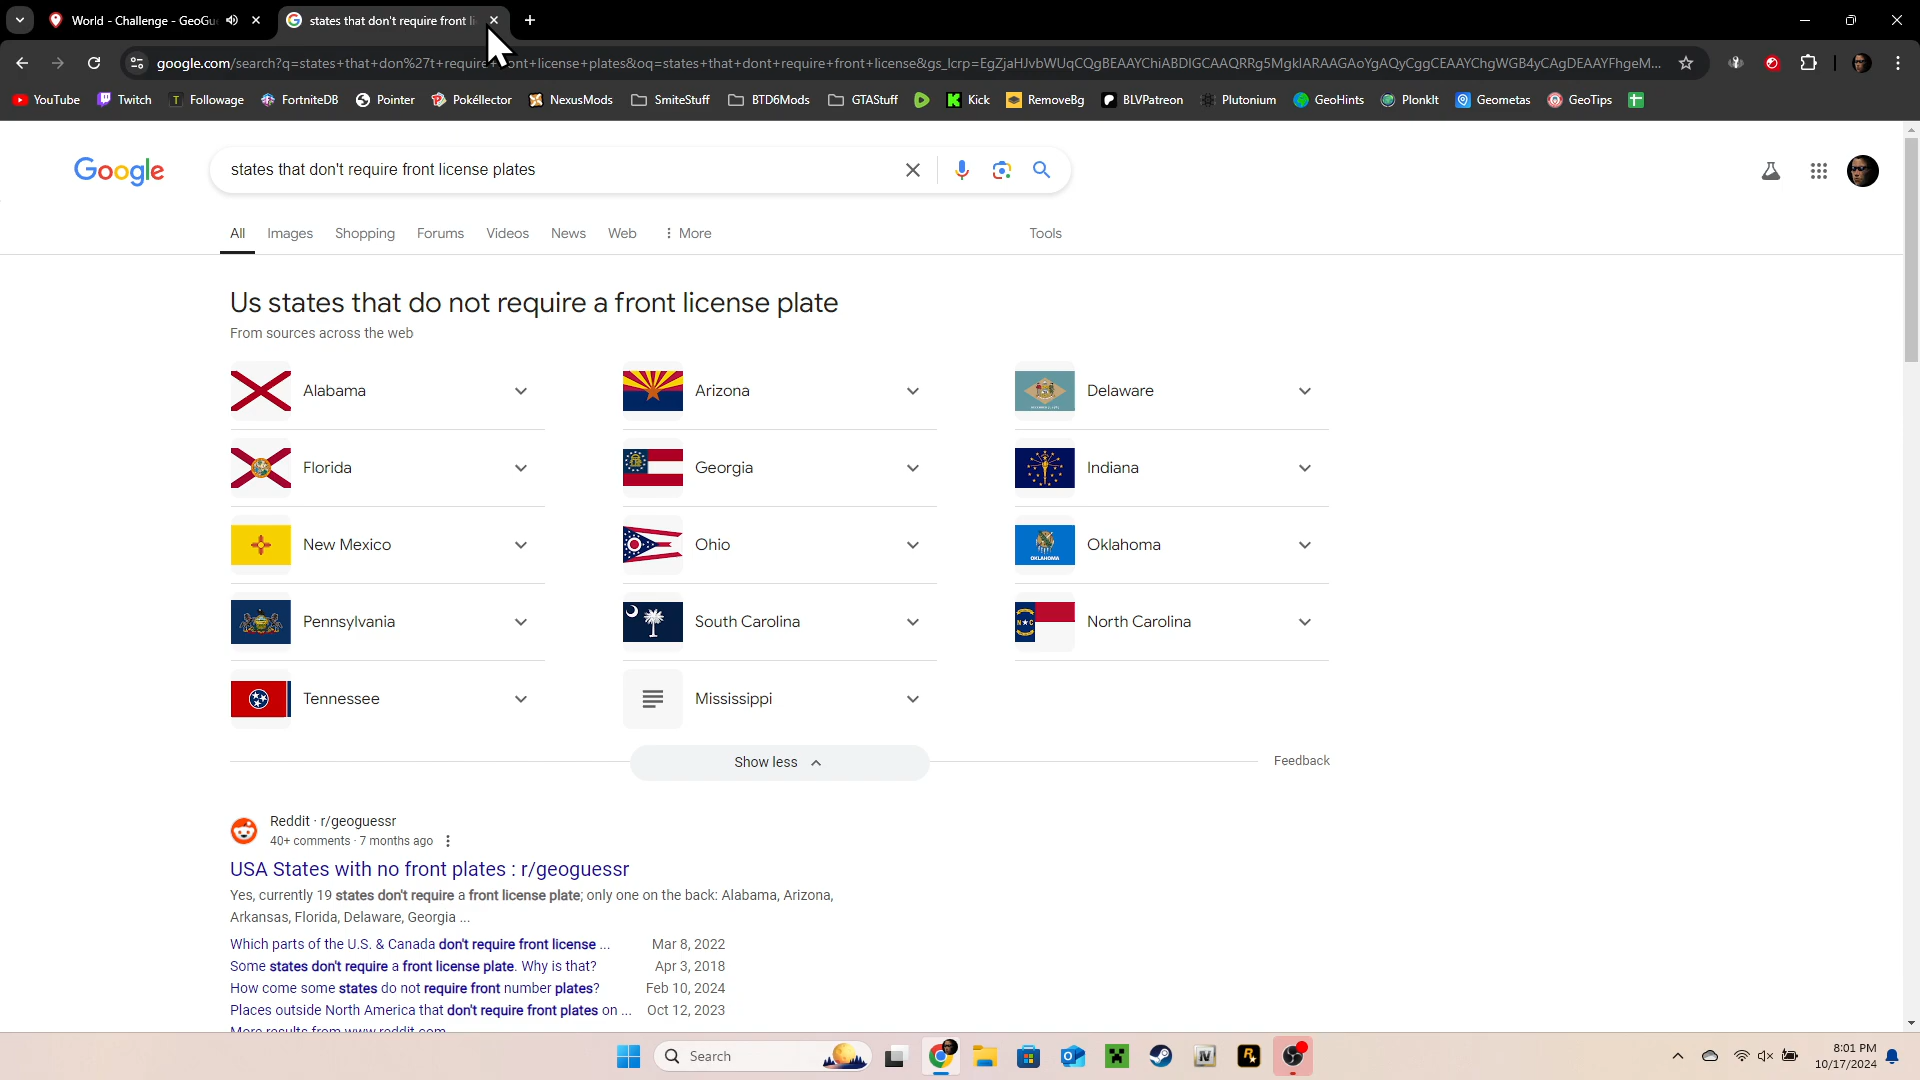 World - Challenge - GeoGu
states that don't require front li
google.com/search?q=states+that+don%27t+require+front+license+plates&oq=states+that+dont+require+front+license&gs_lcrp=EgZjaHJvbWUqCQgBEAAYChiABDIGCAAQRRg5MgklARAAGAoYgAQyCggCEAAYChgWGB4yCAgDEAAYFhgeM...
YouTube
Twitch
Followage
FortniteDB
Pointer
Pokéllector
NexusMods
SmiteStuff
BTD6Mods
GTAStuff
Kick
RemoveBg
BLVPatreon
Plutonium
GeoHints
Plonklt
Geometas
GeoTips
Google
states that don't require front license plates
All
Images
Shopping
Forums
Videos
News
Web
More
Tools
Us states that do not require a front license plate
From sources across the web
Alabama
Arizona
Delaware
Florida
Georgia
Indiana
New Mexico
Ohio
OKLAHOMA
Oklahoma
Pennsylvania
South Carolina
N★C
North Carolina
Tennessee
Mississippi
Show less
Feedback
Reddit · r/geoguessr
40+ comments · 7 months ago
USA States with no front plates : r/geoguessr
Yes, currently 19 states don't require a front license plate; only one on the back: Alabama, Arizona,
Arkansas, Florida, Delaware, Georgia ...
Which parts of the U.S. & Canada don't require front license ... Mar 8, 2022
Some states don't require a front license plate. Why is that? Apr 3, 2018
How come some states do not require front number plates? Feb 10, 2024
Places outside North America that don't require front plates on ... Oct 12, 2023
More results from www.reddit.com
Search
8:01 PM
10/17/2024